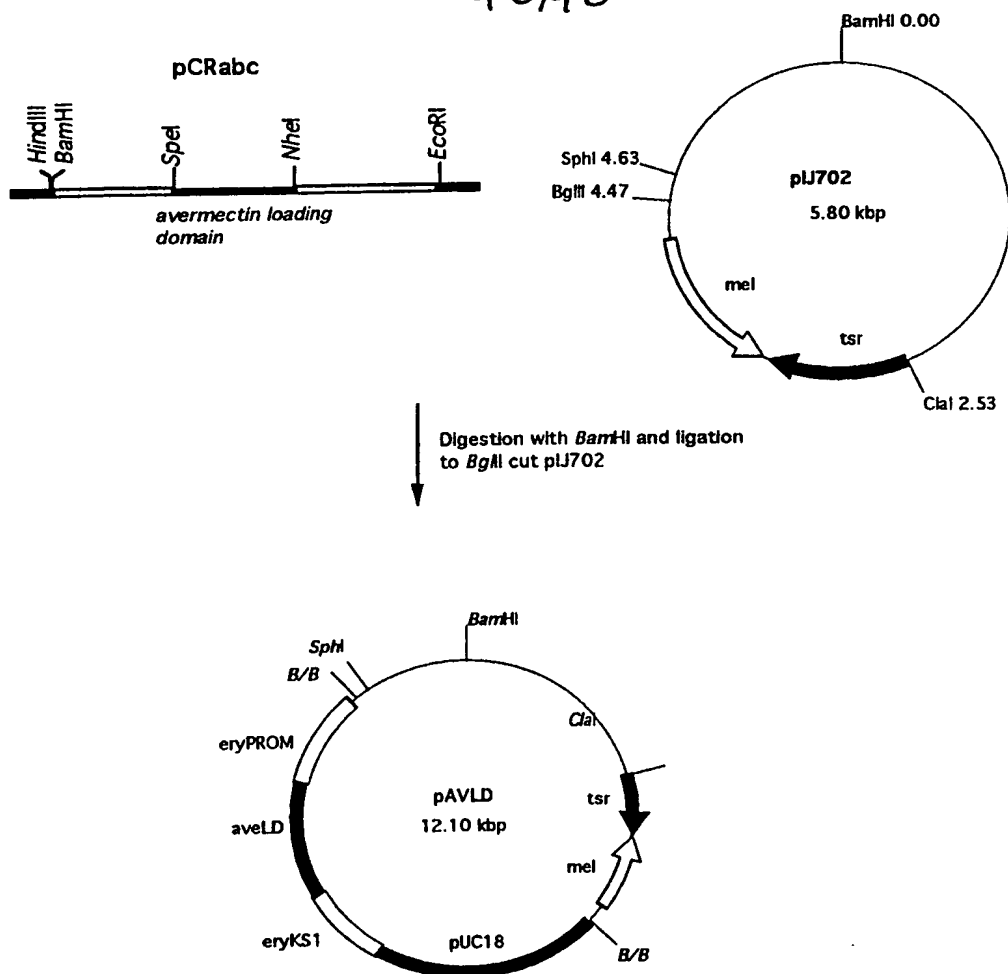 pCRabc
HindIII
BamHI
SpeI
NheI
EcoRI
avermectin loading
domain
BamHI 0.00
SphI 4.63
BglII 4.47
pIJ702
5.80 kbp
mel
tsr
ClaI 2.53
Digestion with BamHI and ligation
to BglII cut pIJ702
BamHI
SphI
B/B
ClaI
eryPROM
pAVLD
12.10 kbp
tsr
aveLD
mel
eryKS1
pUC18
B/B